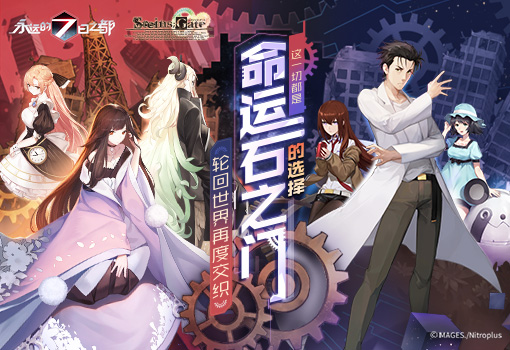 永远的7日之都
Steins;Gate
这一切都是
命运石之门
的选择
轮回世界再度交织
© MAGES./Nitroplus